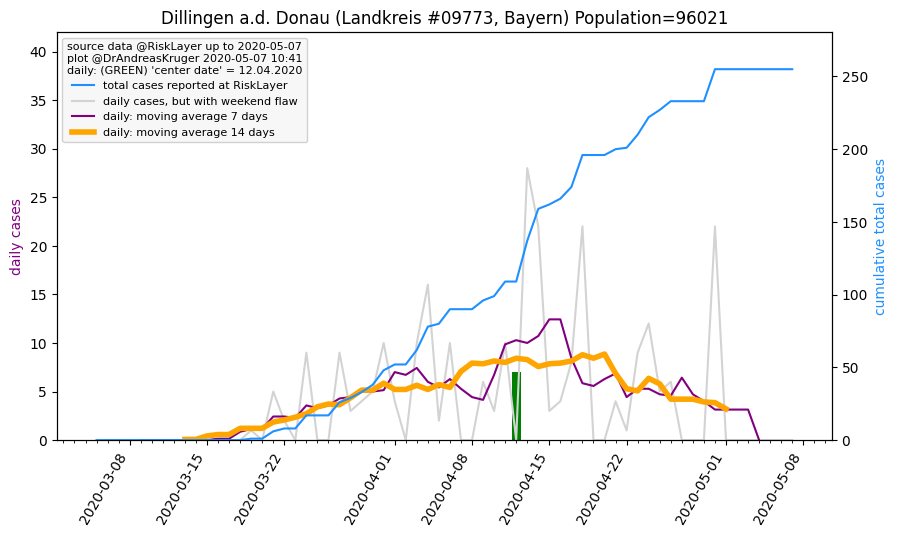 Dillingen a.d. Donau (Landkreis #09773, Bayern) Population=96021
source data @RiskLayer up to 2020-05-07
plot @DrAndreasKruger 2020-05-07 10:41
daily: (GREEN) 'center date' = 12.04.2020
total cases reported at RiskLayer
daily cases, but with weekend flaw
daily: moving average 7 days
daily: moving average 14 days
daily cases
40
35
30
25
20
15
10
5
0
250
200
150
100
50
0
cumulative total cases
2020-03-08
2020-03-15
2020-03-22
2020-04-01
2020-04-08
2020-04-15
2020-04-22
2020-05-01
2020-05-08